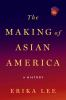 The
MAKING of
ASIAN
AMERICA
A HISTORY
ERIKA LEE